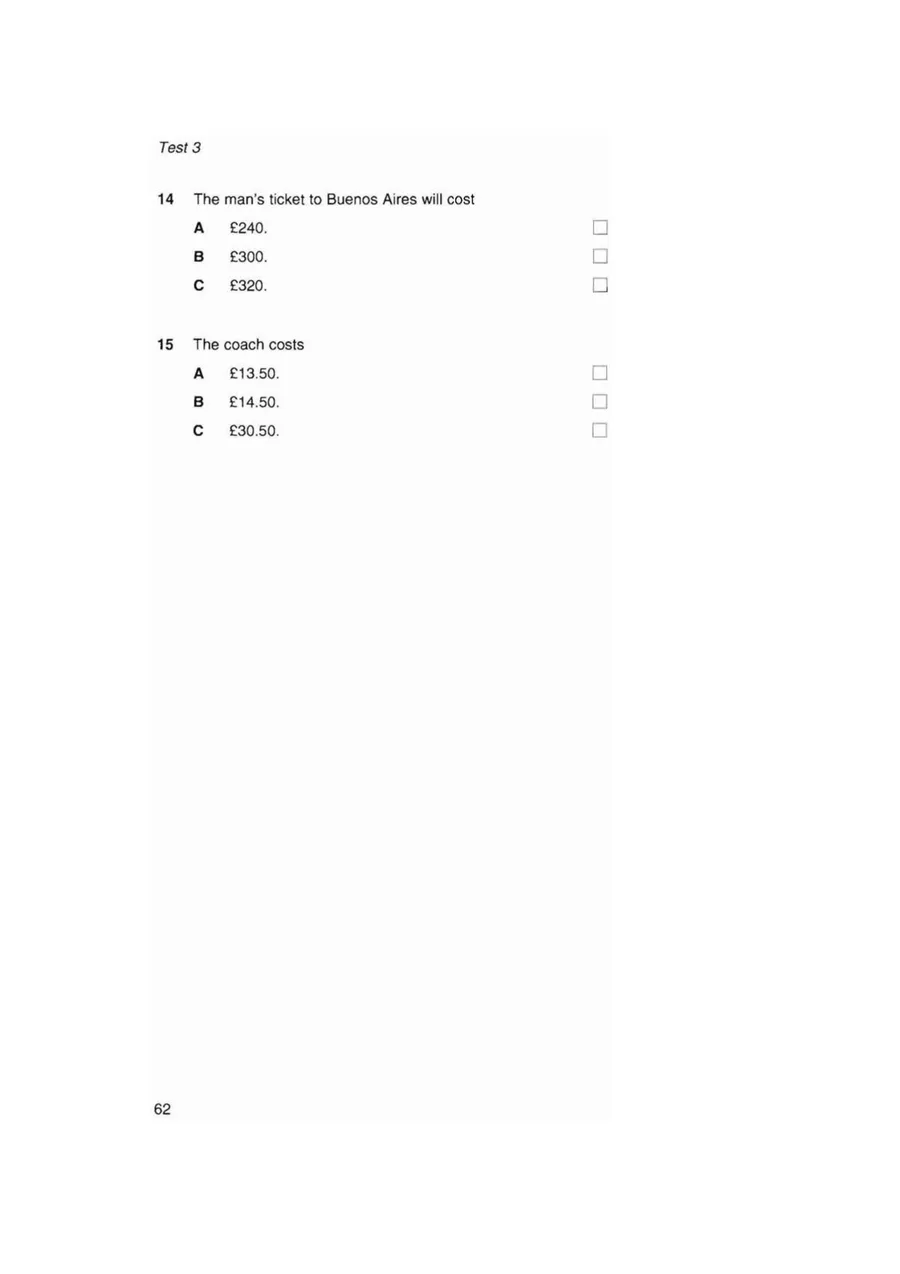 Test 3
14 The man's ticket to Buenos Aires will cost
A £240.
B £300.
C £320.
15 The coach costs
A £13.50.
B £14.50.
C £30.50.
62